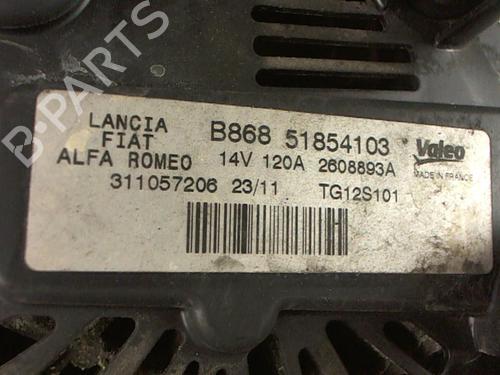 B-PARTS
LANCIA
FIAT
ALFA ROMEO
B868 51854103
14V 120A 2608893A
311057206 23/11 TG12S101
Valeo
MADE IN FRANCE